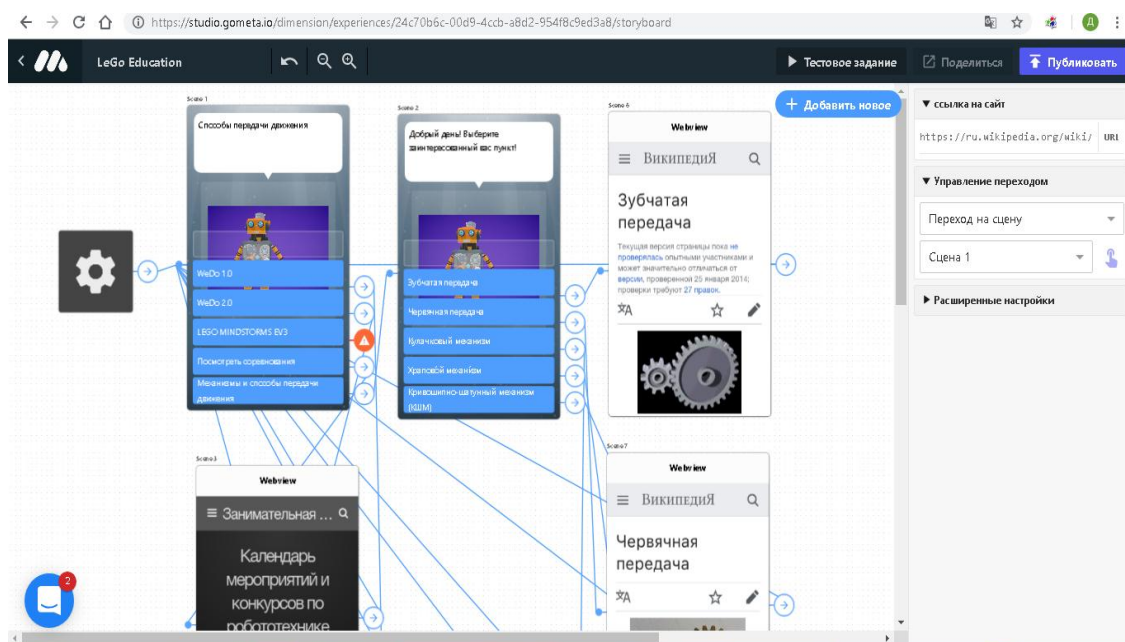 https://studio.gometa.io/dimension/experiences/24c70b6c-00d9-4ccb-a8d2-954f8c9ed3a8/storyboard
Д
LeGo Education
Тестовое задание
Поделиться
Публиковать
Добавить новое
Scene 1
Способы передачи движения
WeDo 1.0
WeDo 2.0
LEGO MINDSTORMS EV3
Посмотреть соревнования
Механизмы и способы передачи
движения
Scene 2
Добрый день! Выберите
заинтересованный вас пункт!
Зубчатая передача
Червячная передача
Кулачковый механизм
Храповой механизм
Кривошипно-шатунный механизм
(КШМ)
Scene 6
Webview
ВИКИПЕДИЯ
Зубчатая
передача
Текущая версия страницы пока не
проверялась опытными участниками и
может значительно отличаться от
версии, проверенной 25 января 2014;
проверки требуют 27 правок.
Scene 3
Webview
Занимательная ...
Календарь
мероприятий и
конкурсов по
робототехнике
Scene 7
Webview
ВИКИПЕДИЯ
Червячная
передача
ссылка на сайт
https://ru.wikipedia.org/wiki/ URL
Управление переходом
Переход на сцену
Сцена 1
Расширенные настройки
2